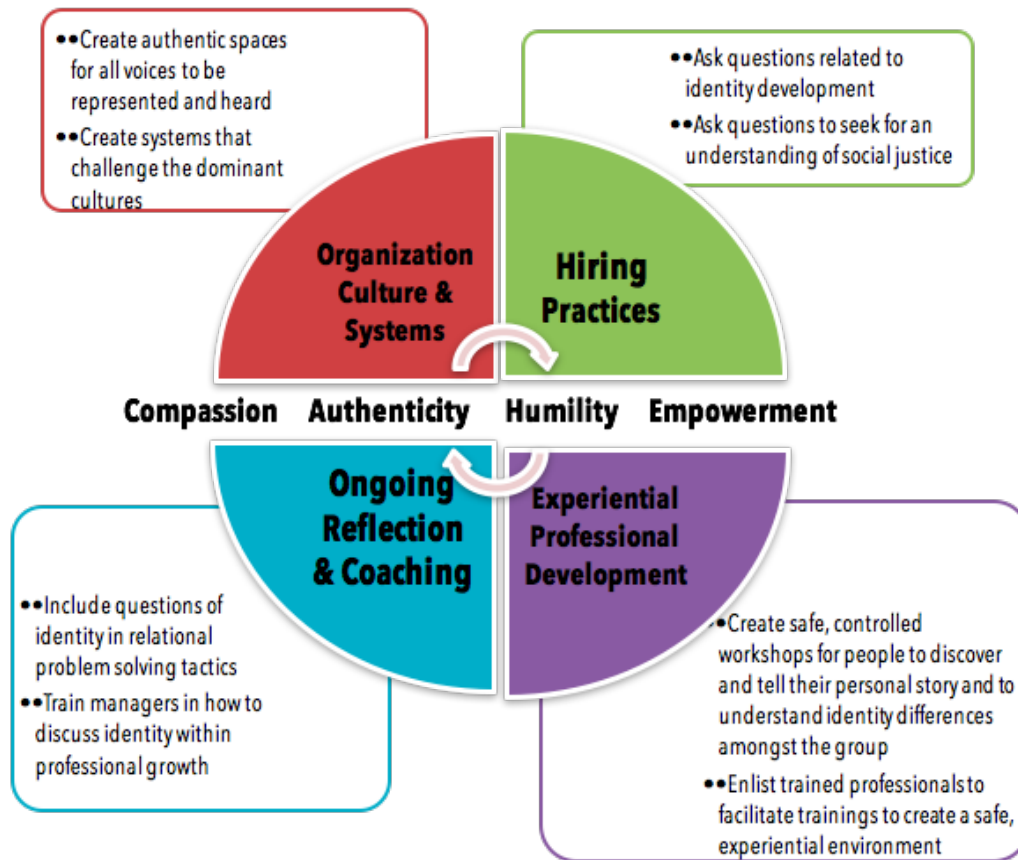 ••Create authentic spaces
for all voices to be
represented and heard
••Create systems that
challenge the dominant
cultures
••Ask questions related to
identity development
••Ask questions to seek for an
understanding of social justice
Organization
Culture &
Systems
Hiring
Practices
Compassion Authenticity Humility Empowerment
Ongoing
Reflection
& Coaching
Experiential
Professional
Development
••Include questions of
identity in relational
problem solving tactics
••Train managers in how to
discuss identity within
professional growth
••Create safe, controlled
workshops for people to discover
and tell their personal story and to
understand identity differences
amongst the group
••Enlist trained professionals to
facilitate trainings to create a safe,
experiential environment